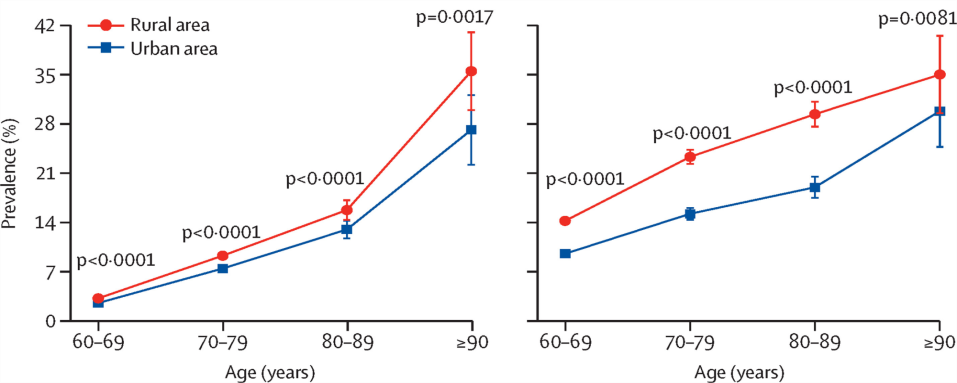 42
35
28
21
14
7
0
Prevalence (%)
Rural area
Urban area
p<0·0001
p<0·0001
p<0·0001
p=0·0017
60–69
70–79
80–89
≥90
Age (years)
p<0·0001
p<0·0001
p<0·0001
p=0·0081
60–69
70–79
80–89
≥90
Age (years)